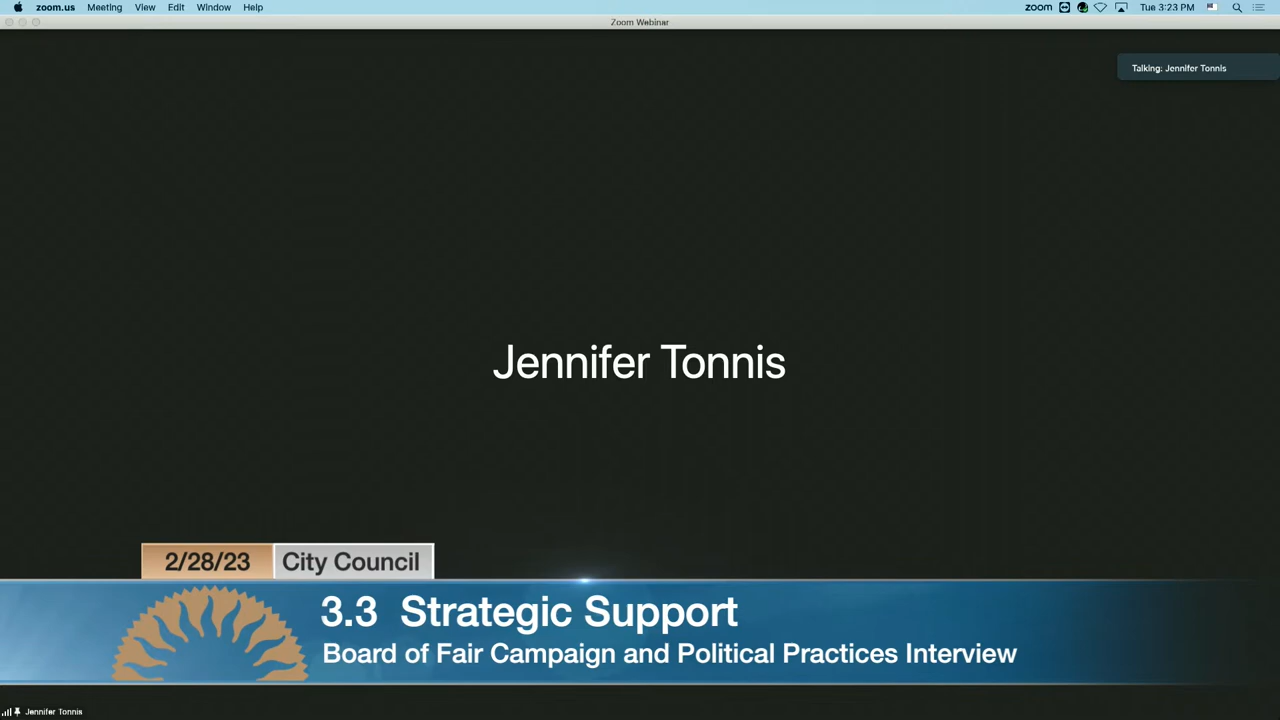 zoom.us Meeting View Edit Window Help zoom Tue 3:23 PM
Zoom Webinar
Talking: Jennifer Tonnis
Jennifer Tonnis
2/28/23 City Council
3.3 Strategic Support
Board of Fair Campaign and Political Practices Interview
Jennifer Tonnis